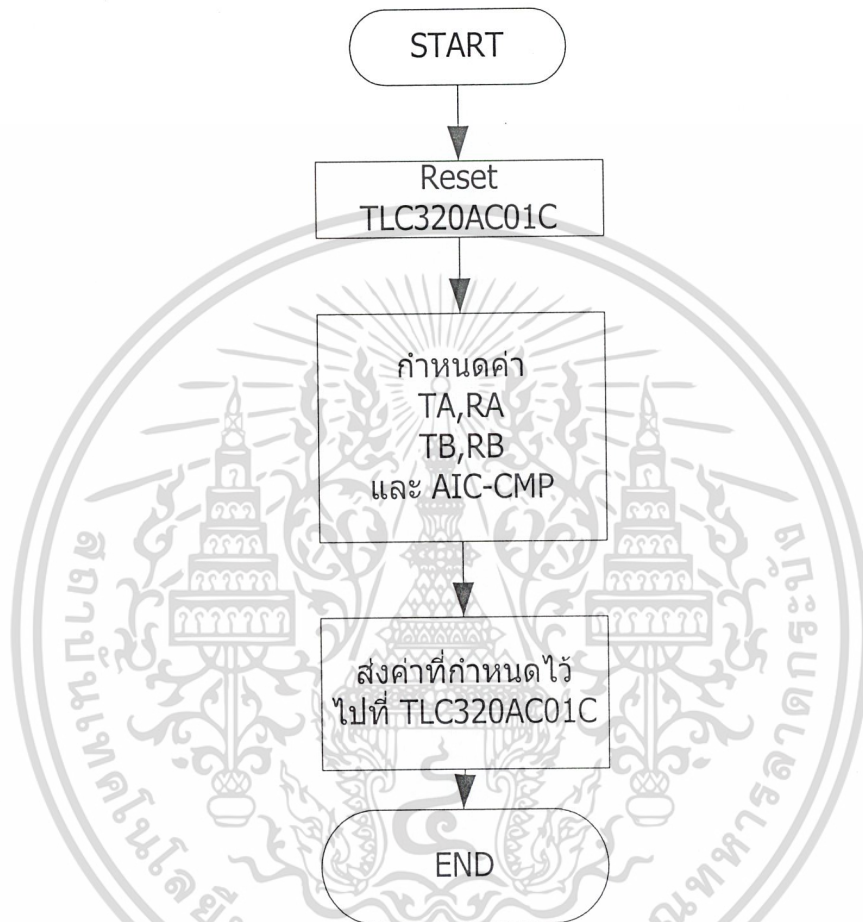 START
Reset
TLC320AC01C
กำหนดค่า
TA,RA
TB,RB
และ AIC-CMP
ส่งค่าที่กำหนดไว้
ไปที่ TLC320AC01C
END